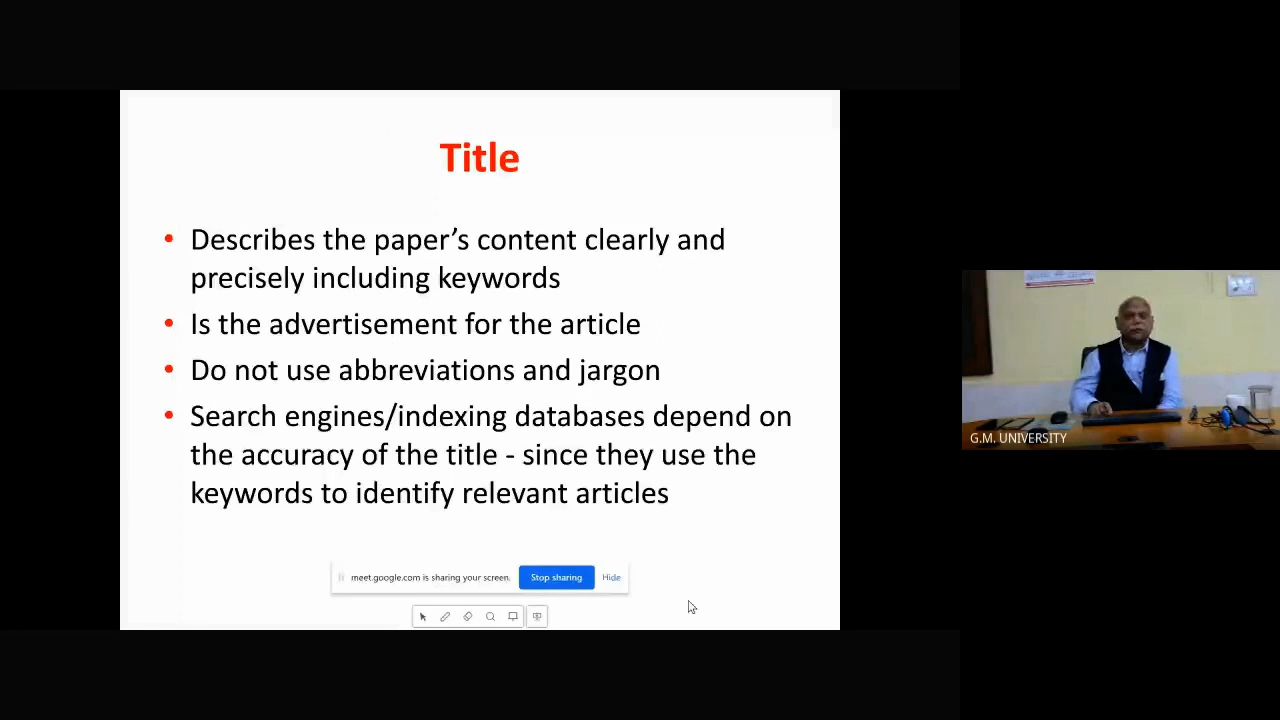 Title
• Describes the paper’s content clearly and
precisely including keywords
• Is the advertisement for the article
• Do not use abbreviations and jargon
• Search engines/indexing databases depend on
the accuracy of the title - since they use the
keywords to identify relevant articles
meet.google.com is sharing your screen.
Stop sharing
Hide
G.M. UNIVERSITY